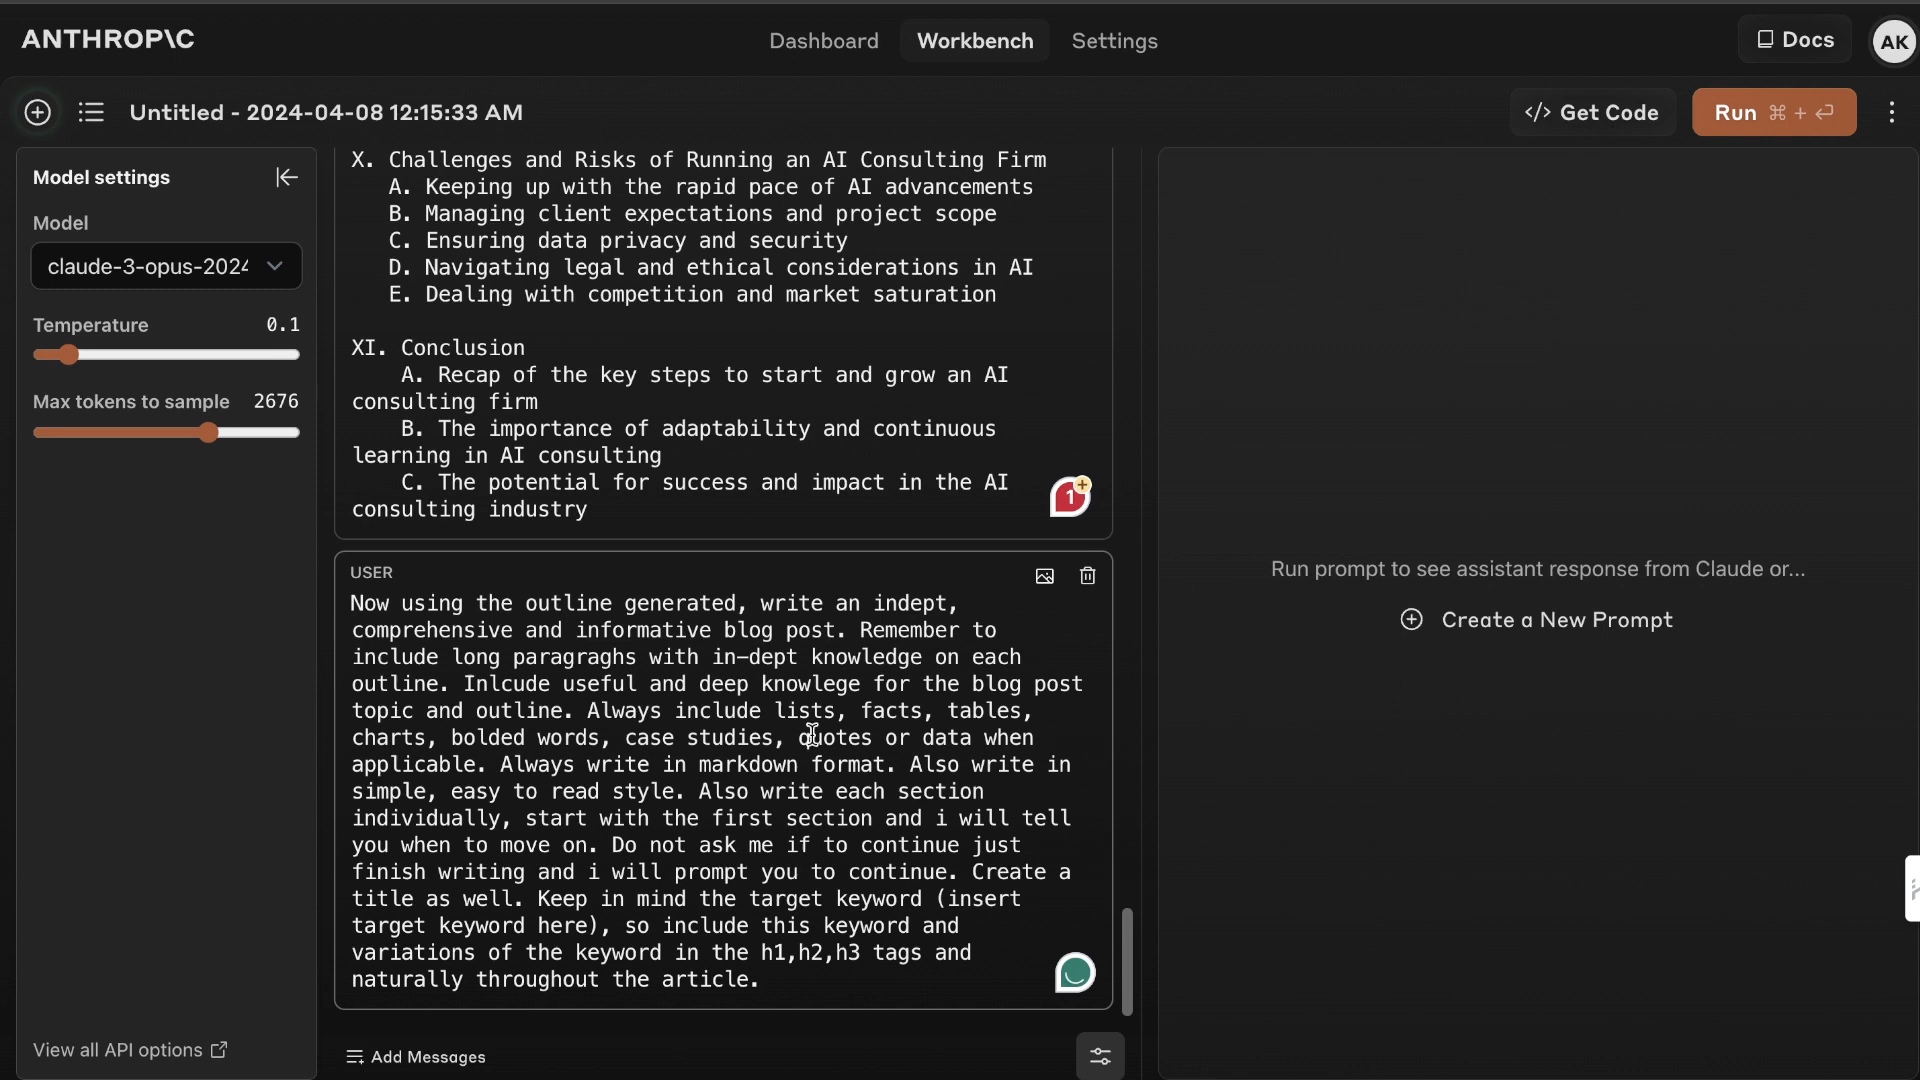 ANTHROP\C
Dashboard
Workbench
Settings
Docs
AK
Untitled - 2024-04-08 12:15:33 AM
</> Get Code
Run ⌘ + ⏎
Model settings
Model
claude-3-opus-2024
Temperature 0.1
Max tokens to sample 2676
View all API options
X. Challenges and Risks of Running an AI Consulting Firm
A. Keeping up with the rapid pace of AI advancements
B. Managing client expectations and project scope
C. Ensuring data privacy and security
D. Navigating legal and ethical considerations in AI
E. Dealing with competition and market saturation
XI. Conclusion
A. Recap of the key steps to start and grow an AI
consulting firm
B. The importance of adaptability and continuous
learning in AI consulting
C. The potential for success and impact in the AI
consulting industry
1
USER
Now using the outline generated, write an indept,
comprehensive and informative blog post. Remember to
include long paragraghs with in-dept knowledge on each
outline. Inlcude useful and deep knowlege for the blog post
topic and outline. Always include lists, facts, tables,
charts, bolded words, case studies, quotes or data when
applicable. Always write in markdown format. Also write in
simple, easy to read style. Also write each section
individually, start with the first section and i will tell
you when to move on. Do not ask me if to continue just
finish writing and i will prompt you to continue. Create a
title as well. Keep in mind the target keyword (insert
target keyword here), so include this keyword and
variations of the keyword in the h1,h2,h3 tags and
naturally throughout the article.
Add Messages
Run prompt to see assistant response from Claude or...
Create a New Prompt